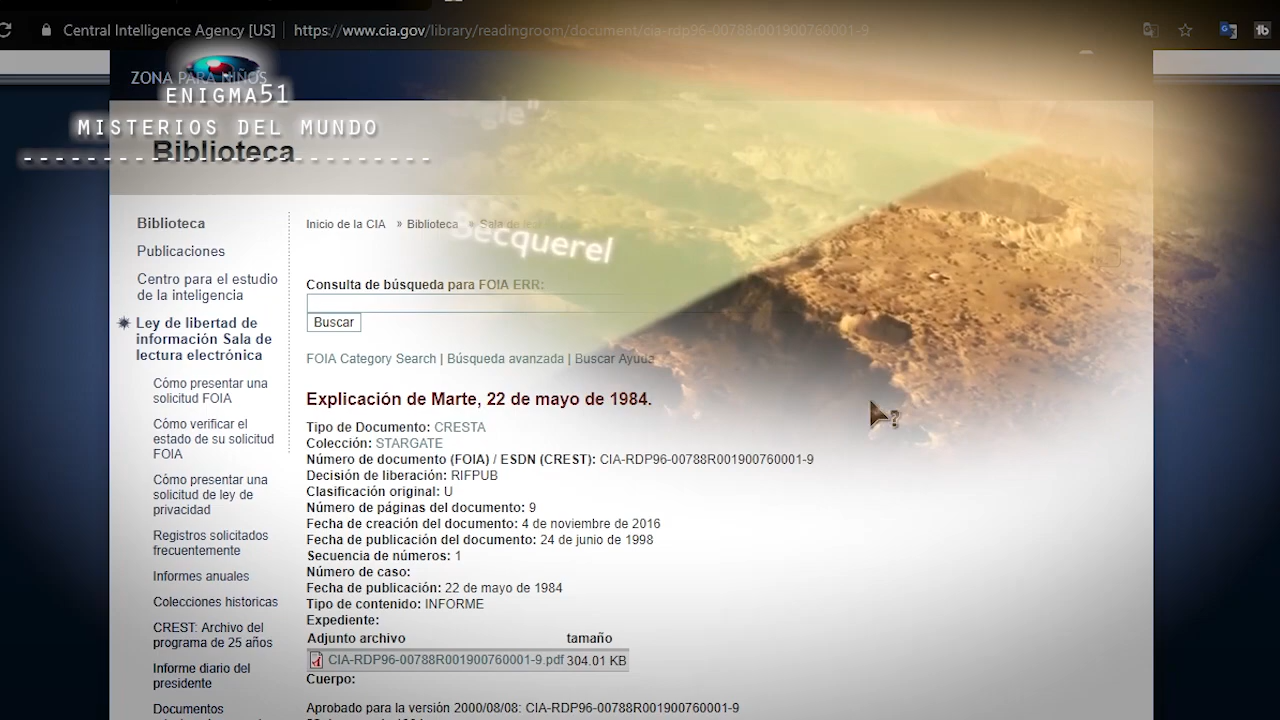 Central Intelligence Agency [US]
https://www.cia.gov/library/readingroom/document/cia-rdp96-00788r001900760001-9
ZONA PARA NIÑOS
ENIGMA51
MISTERIOS DEL MUNDO
Biblioteca
Biblioteca
Publicaciones
Centro para el estudio
de la inteligencia
Ley de libertad de
información Sala de
lectura electrónica
Cómo presentar una
solicitud FOIA
Cómo verificar el
estado de su solicitud
FOIA
Cómo presentar una
solicitud de ley de
privacidad
Registros solicitados
frecuentemente
Informes anuales
Colecciones historicas
CREST: Archivo del
programa de 25 años
Informe diario del
presidente
Documentos
Inicio de la CIA » Biblioteca » Sala de
Becquerel
Consulta de búsqueda para FOIA ERR:
Buscar
FOIA Category Search | Búsqueda avanzada | Buscar Ayuda
Explicación de Marte, 22 de mayo de 1984.
Tipo de Documento: CRESTA
Colección: STARGATE
Número de documento (FOIA) / ESDN (CREST): CIA-RDP96-00788R001900760001-9
Decisión de liberación: RIFPUB
Clasificación original: U
Número de páginas del documento: 9
Fecha de creación del documento: 4 de noviembre de 2016
Fecha de publicación del documento: 24 de junio de 1998
Secuencia de números: 1
Número de caso:
Fecha de publicación: 22 de mayo de 1984
Tipo de contenido: INFORME
Expediente:
Adjunto archivo tamaño
CIA-RDP96-00788R001900760001-9.pdf 304.01 KB
Cuerpo:
Aprobado para la versión 2000/08/08: CIA-RDP96-00788R001900760001-9